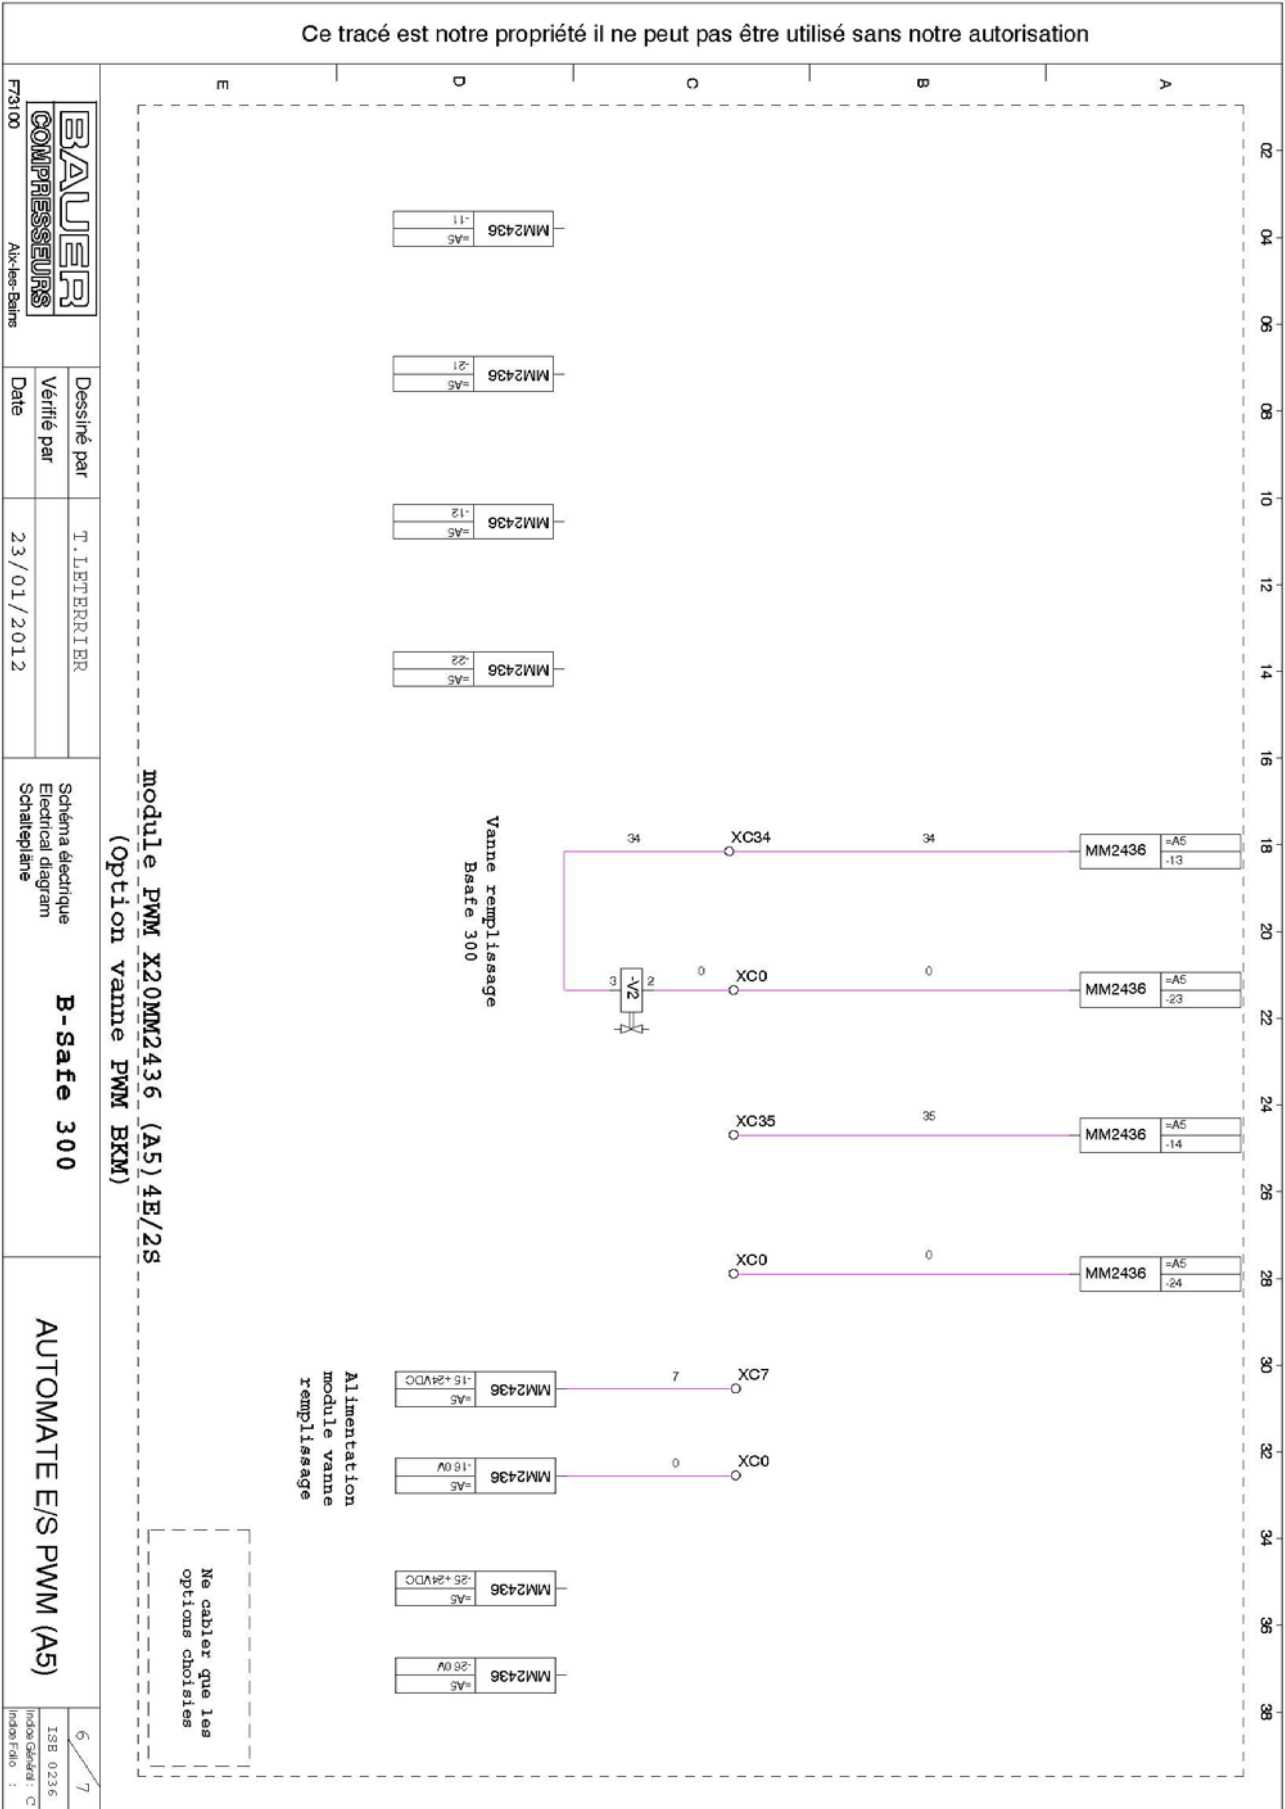 Ce tracé est notre propriété il ne peut pas être utilisé sans notre autorisation
02
04
06
08
10
12
14
16
18
20
22
24
26
28
30
32
34
36
38
A
B
C
D
E
MM2436 =A5 -13
34
XC34
34
MM2436 =A5 -23
0
XC0
0
2
-V2
3
MM2436 =A5 -14
35
XC35
MM2436 =A5 -24
0
XC0
Vanne remplissage
Bsafe 300
MM2436 =A5 -11
MM2436 =A5 -21
MM2436 =A5 -12
MM2436 =A5 -22
XC7
7
MM2436 =A5 -15 +24VDC
XC0
0
MM2436 =A5 -16 0V
MM2436 =A5 -25 +24VDC
MM2436 =A5 -26 0V
Alimentation
module vanne
remplissage
Ne cabler que les
options choisies
module PWM X20MM2436 (A5) 4E/2S
(Option vanne PWM BKM)
BAUER
COMPRESSEURS
F73100 Aix-les-Bains
Dessiné par T.LETERRIER
Vérifié par
Date 23/01/2012
Schéma électrique
Electrical diagram
Schaltepläne
B-Safe 300
AUTOMATE E/S PWM (A5)
6 7
ISE 0236
Indice Général : C
Indice Folio :